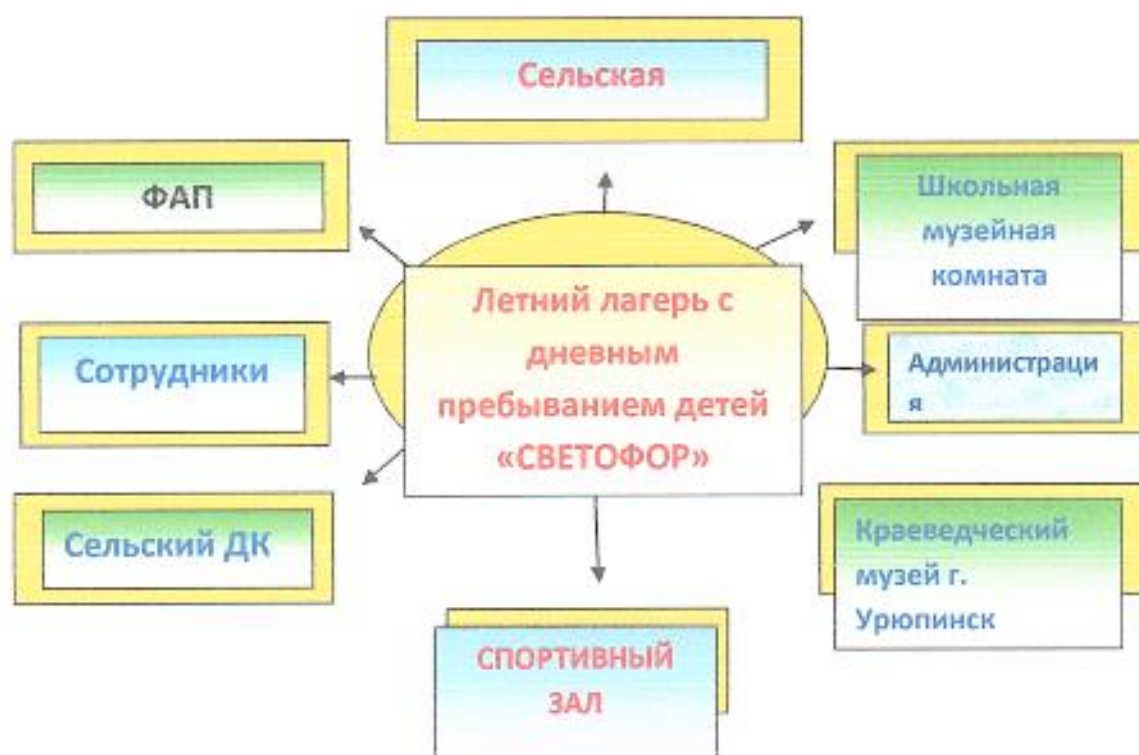 Сельская
ФАП
Школьная
музейная
комната
Летний лагерь с
дневным
пребыванием детей
«СВЕТОФОР»
Сотрудники
Администраци
я
Сельский ДК
Краеведческий
музей г.
Урюпинск
СПОРТИВНЫЙ
ЗАЛ